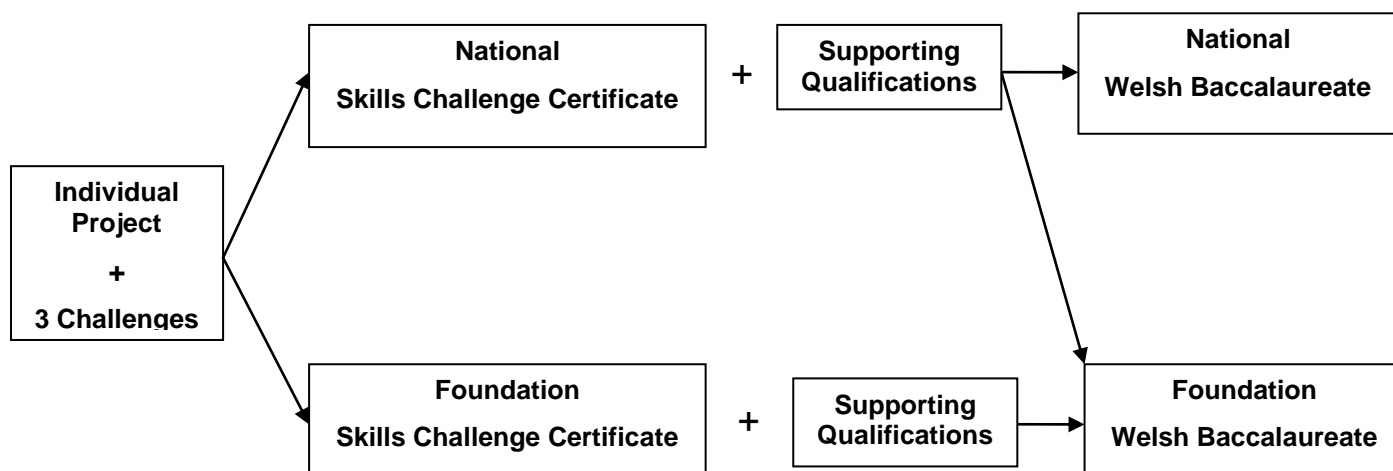 Individual
Project
+
3 Challenges
National
Skills Challenge Certificate
+
Supporting
Qualifications
National
Welsh Baccalaureate
Foundation
Skills Challenge Certificate
+
Supporting
Qualifications
Foundation
Welsh Baccalaureate